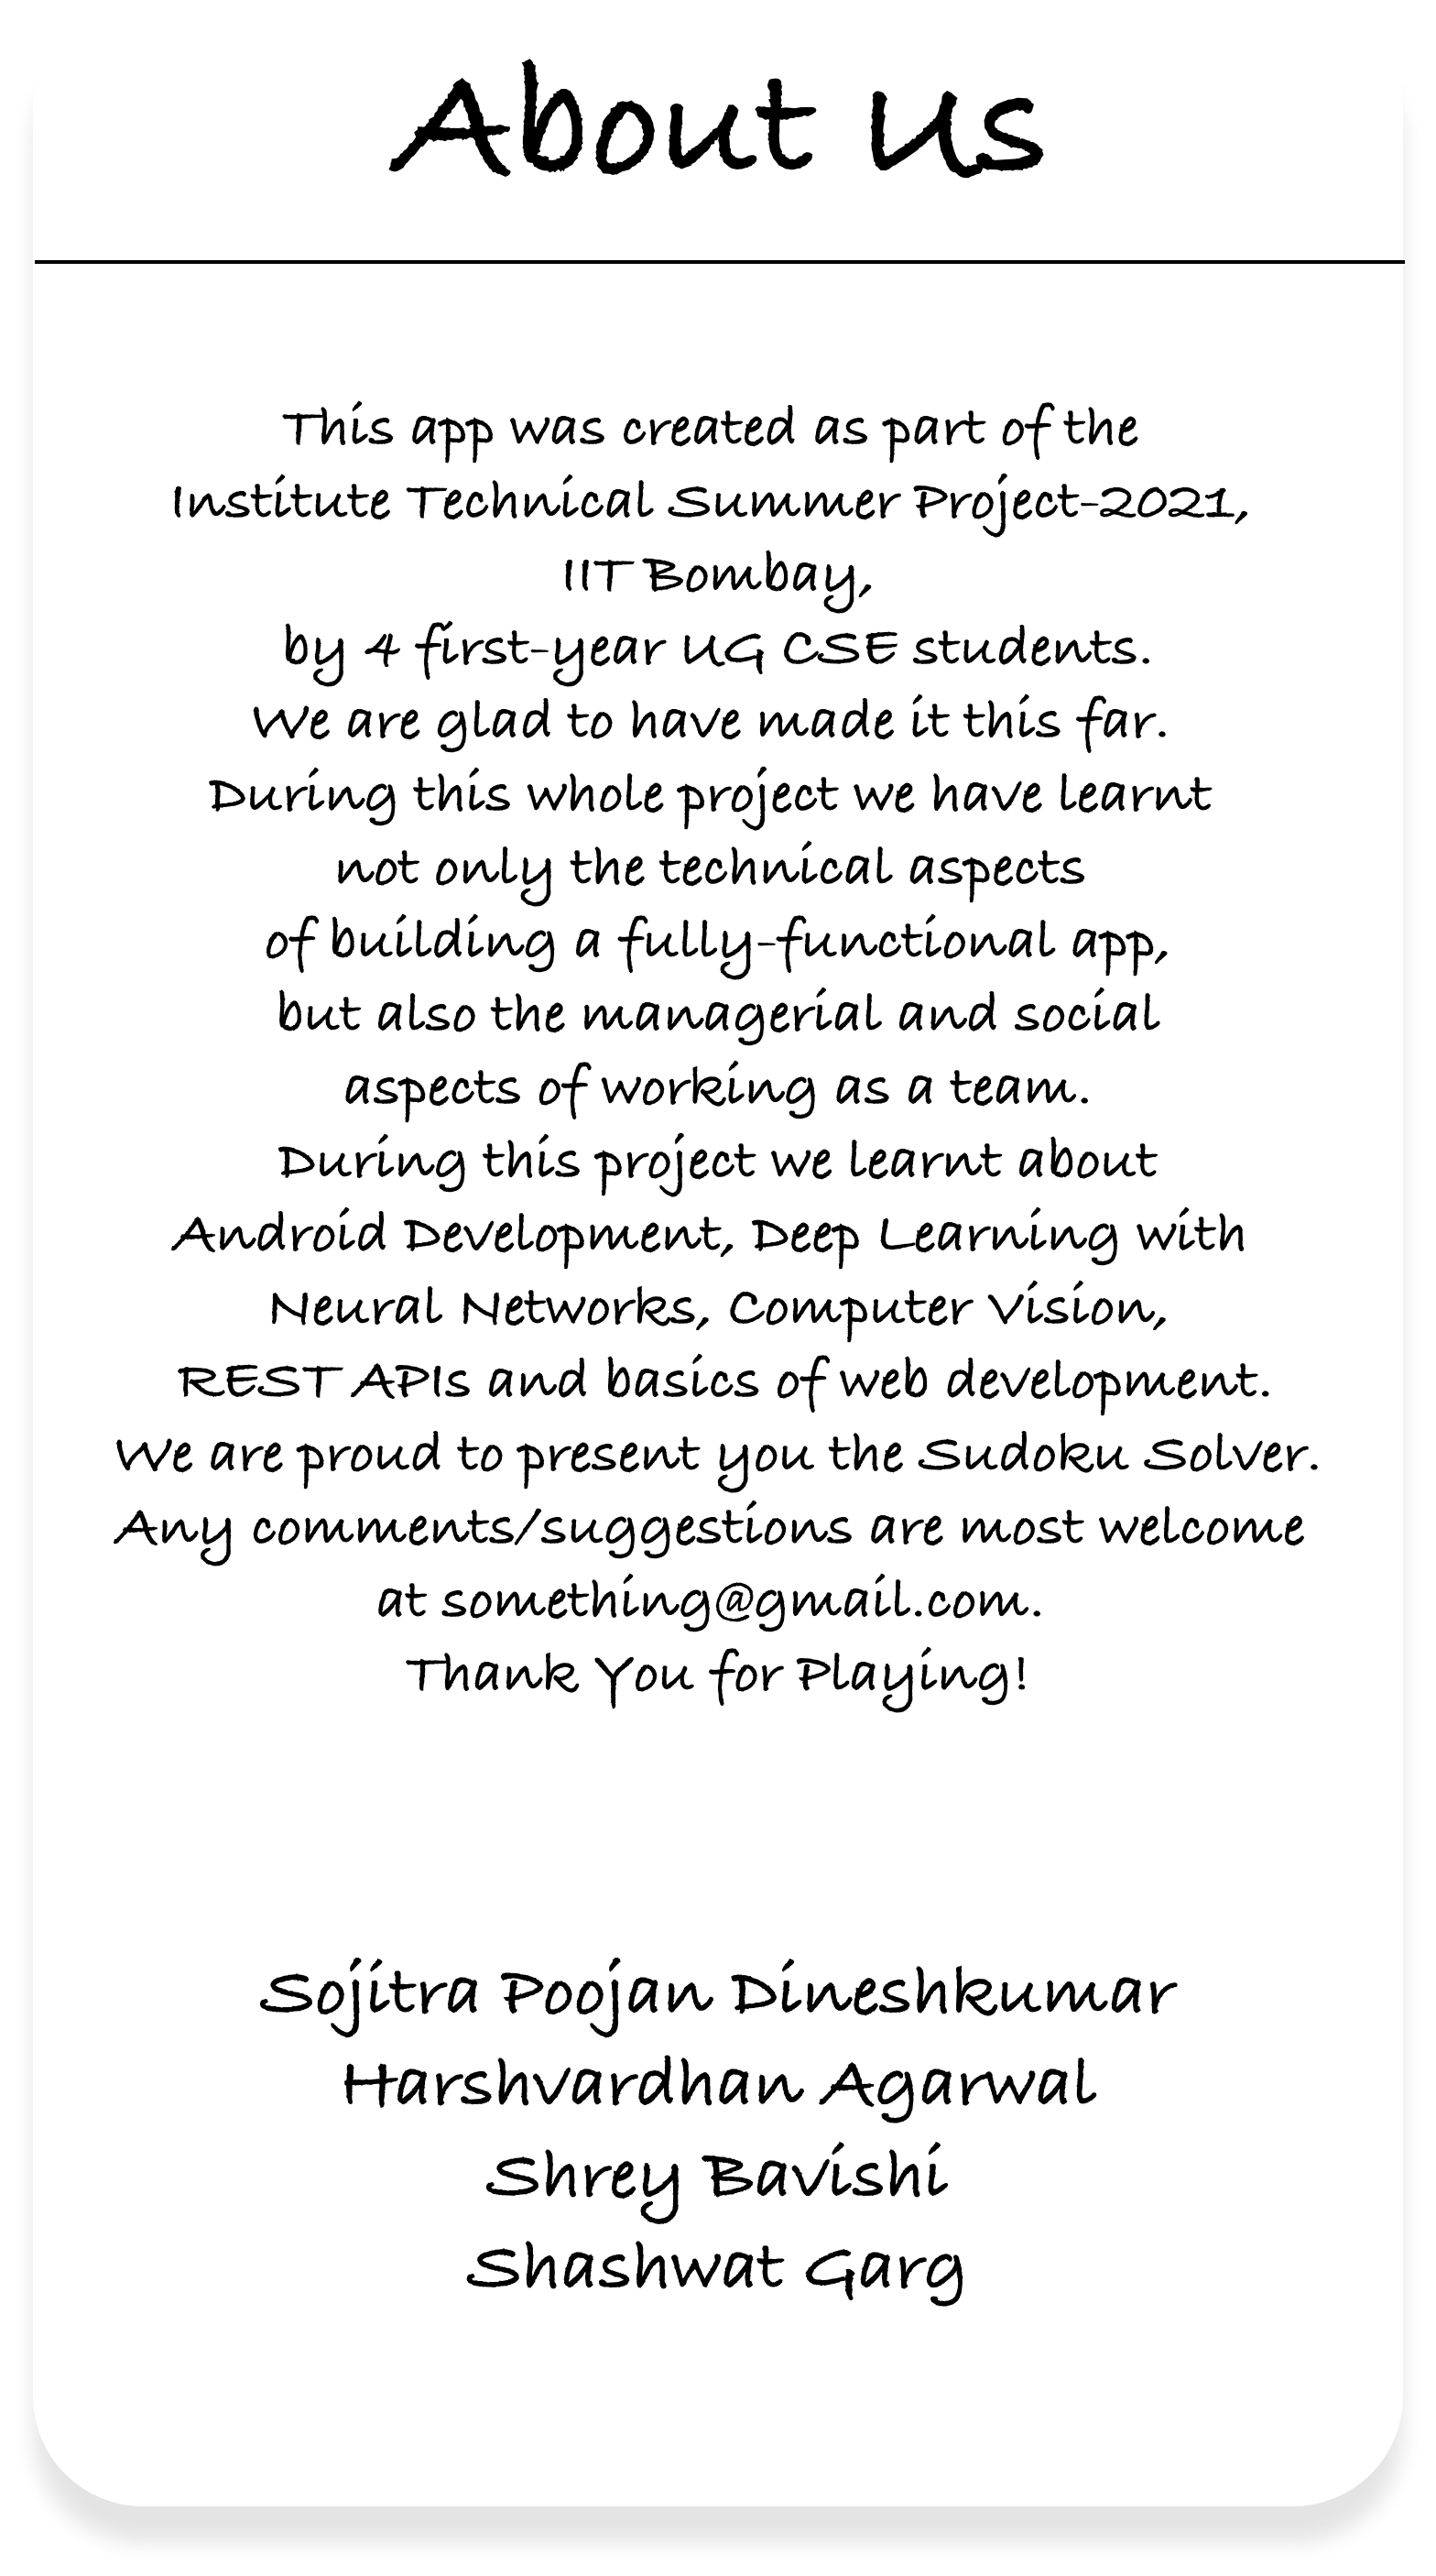 About Us
This app was created as part of the
Institute Technical Summer Project-2021,
IIT Bombay,
by 4 first-year UG CSE students.
We are glad to have made it this far.
During this whole project we have learnt
not only the technical aspects
of building a fully-functional app,
but also the managerial and social
aspects of working as a team.
During this project we learnt about
Android Development, Deep Learning with
Neural Networks, Computer Vision,
REST APIs and basics of web development.
We are proud to present you the Sudoku Solver.
Any comments/suggestions are most welcome
at something@gmail.com.
Thank You for Playing!
Sojitra Poojan Dineshkumar
Harshvardhan Agarwal
Shrey Bavishi
Shashwat Garg